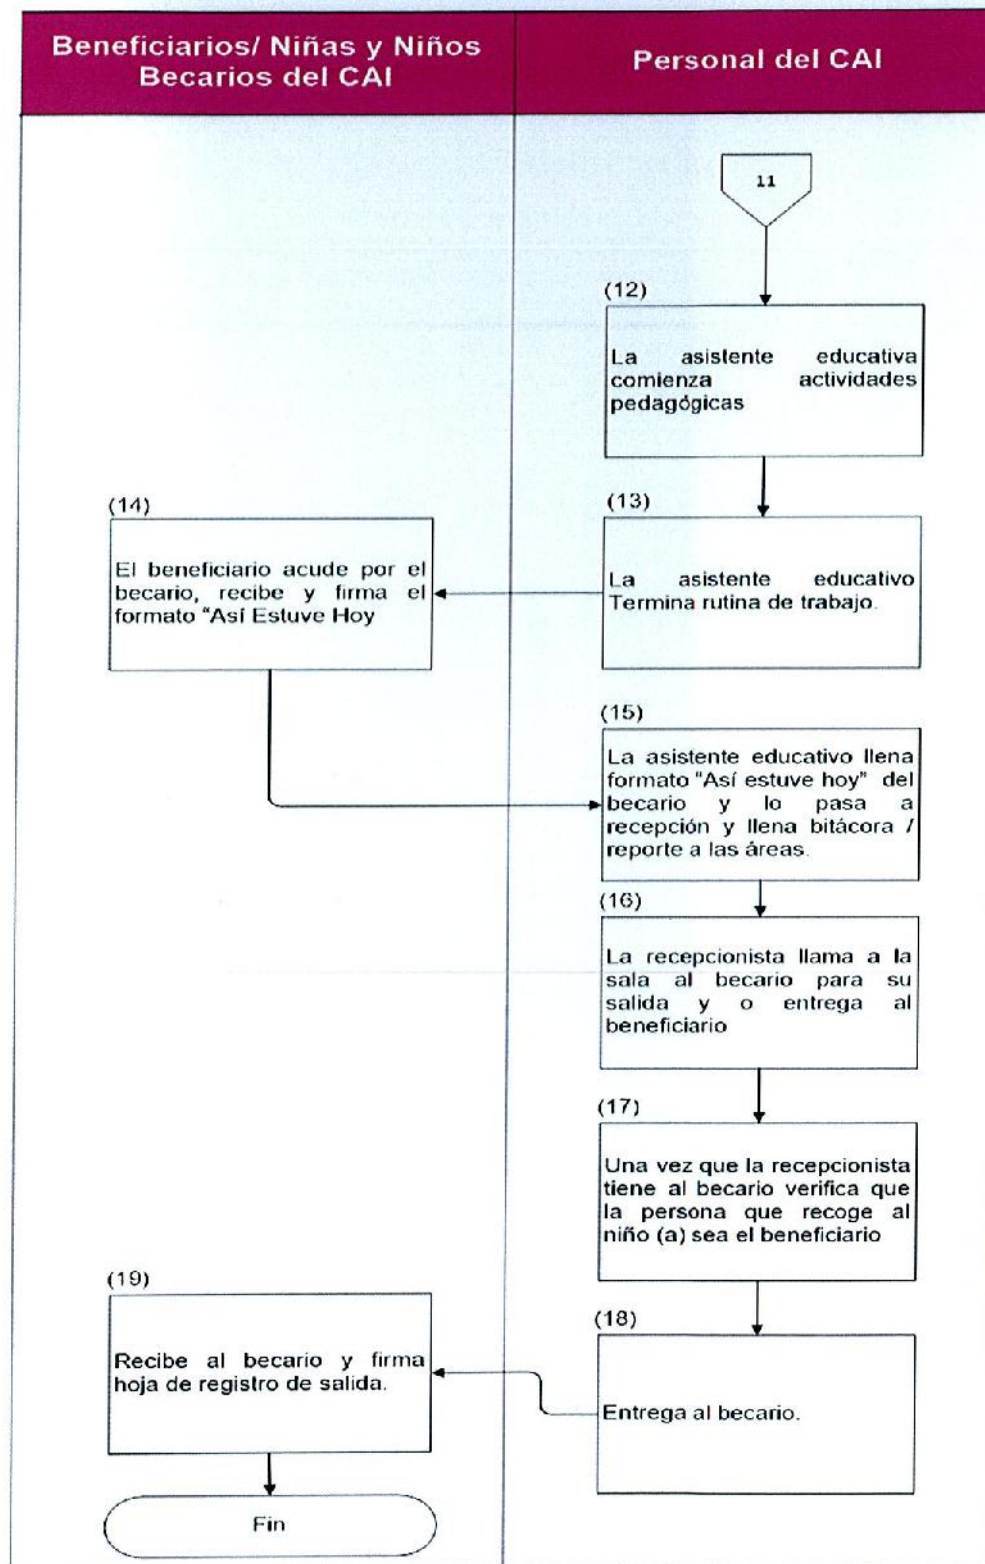 Beneficiarios/ Niñas y Niños
Becarios del CAI
Personal del CAI
11
(12)
La asistente educativa
comienza actividades
pedagógicas
(13)
La asistente educativo
Termina rutina de trabajo.
(14)
El beneficiario acude por el
becario, recibe y firma el
formato "Así Estuve Hoy
(15)
La asistente educativo llena
formato "Así estuve hoy" del
becario y lo pasa a
recepción y llena bitácora /
reporte a las áreas.
(16)
La recepcionista llama a la
sala al becario para su
salida y o entrega al
beneficiario
(17)
Una vez que la recepcionista
tiene al becario verifica que
la persona que recoge al
niño (a) sea el beneficiario
(18)
Entrega al becario.
(19)
Recibe al becario y firma
hoja de registro de salida.
Fin